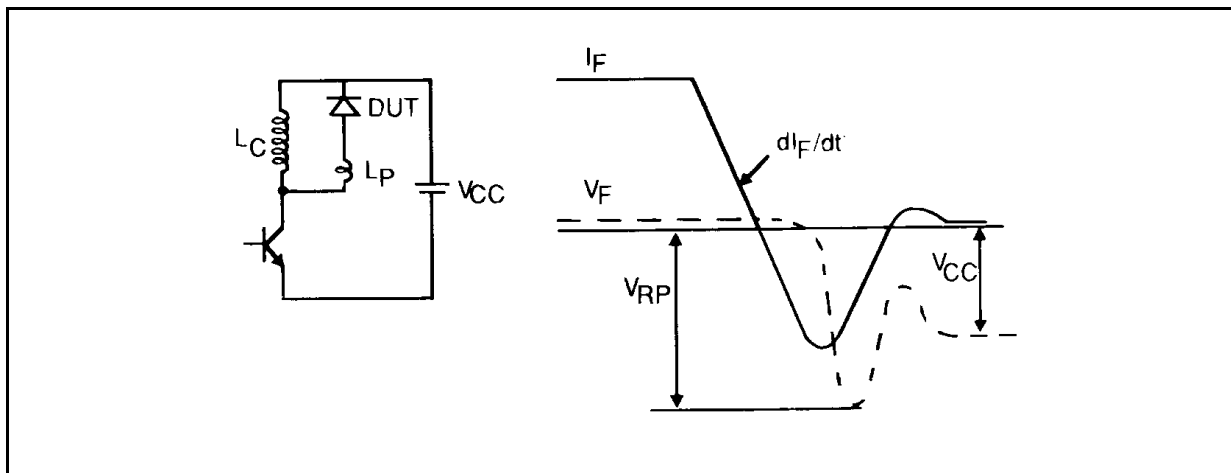 DUT
LC
LP
VCC
IF
dIF/dt
VF
VRP
VCC